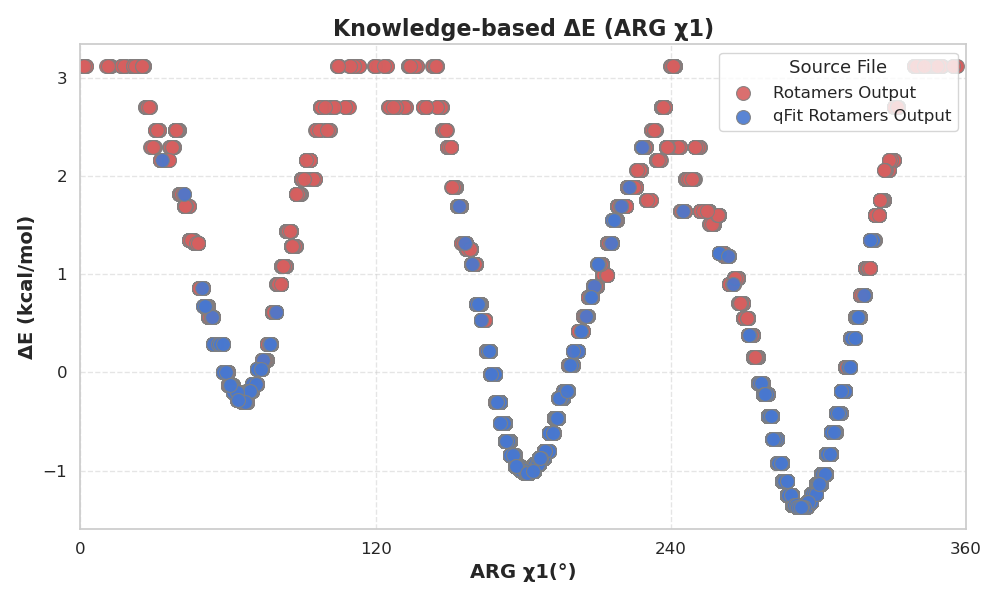 Knowledge-based ΔE (ARG χ1)
ΔE (kcal/mol)
3
2
1
0
−1
Source File
Rotamers Output
qFit Rotamers Output
0
120
240
360
ARG χ1(°)